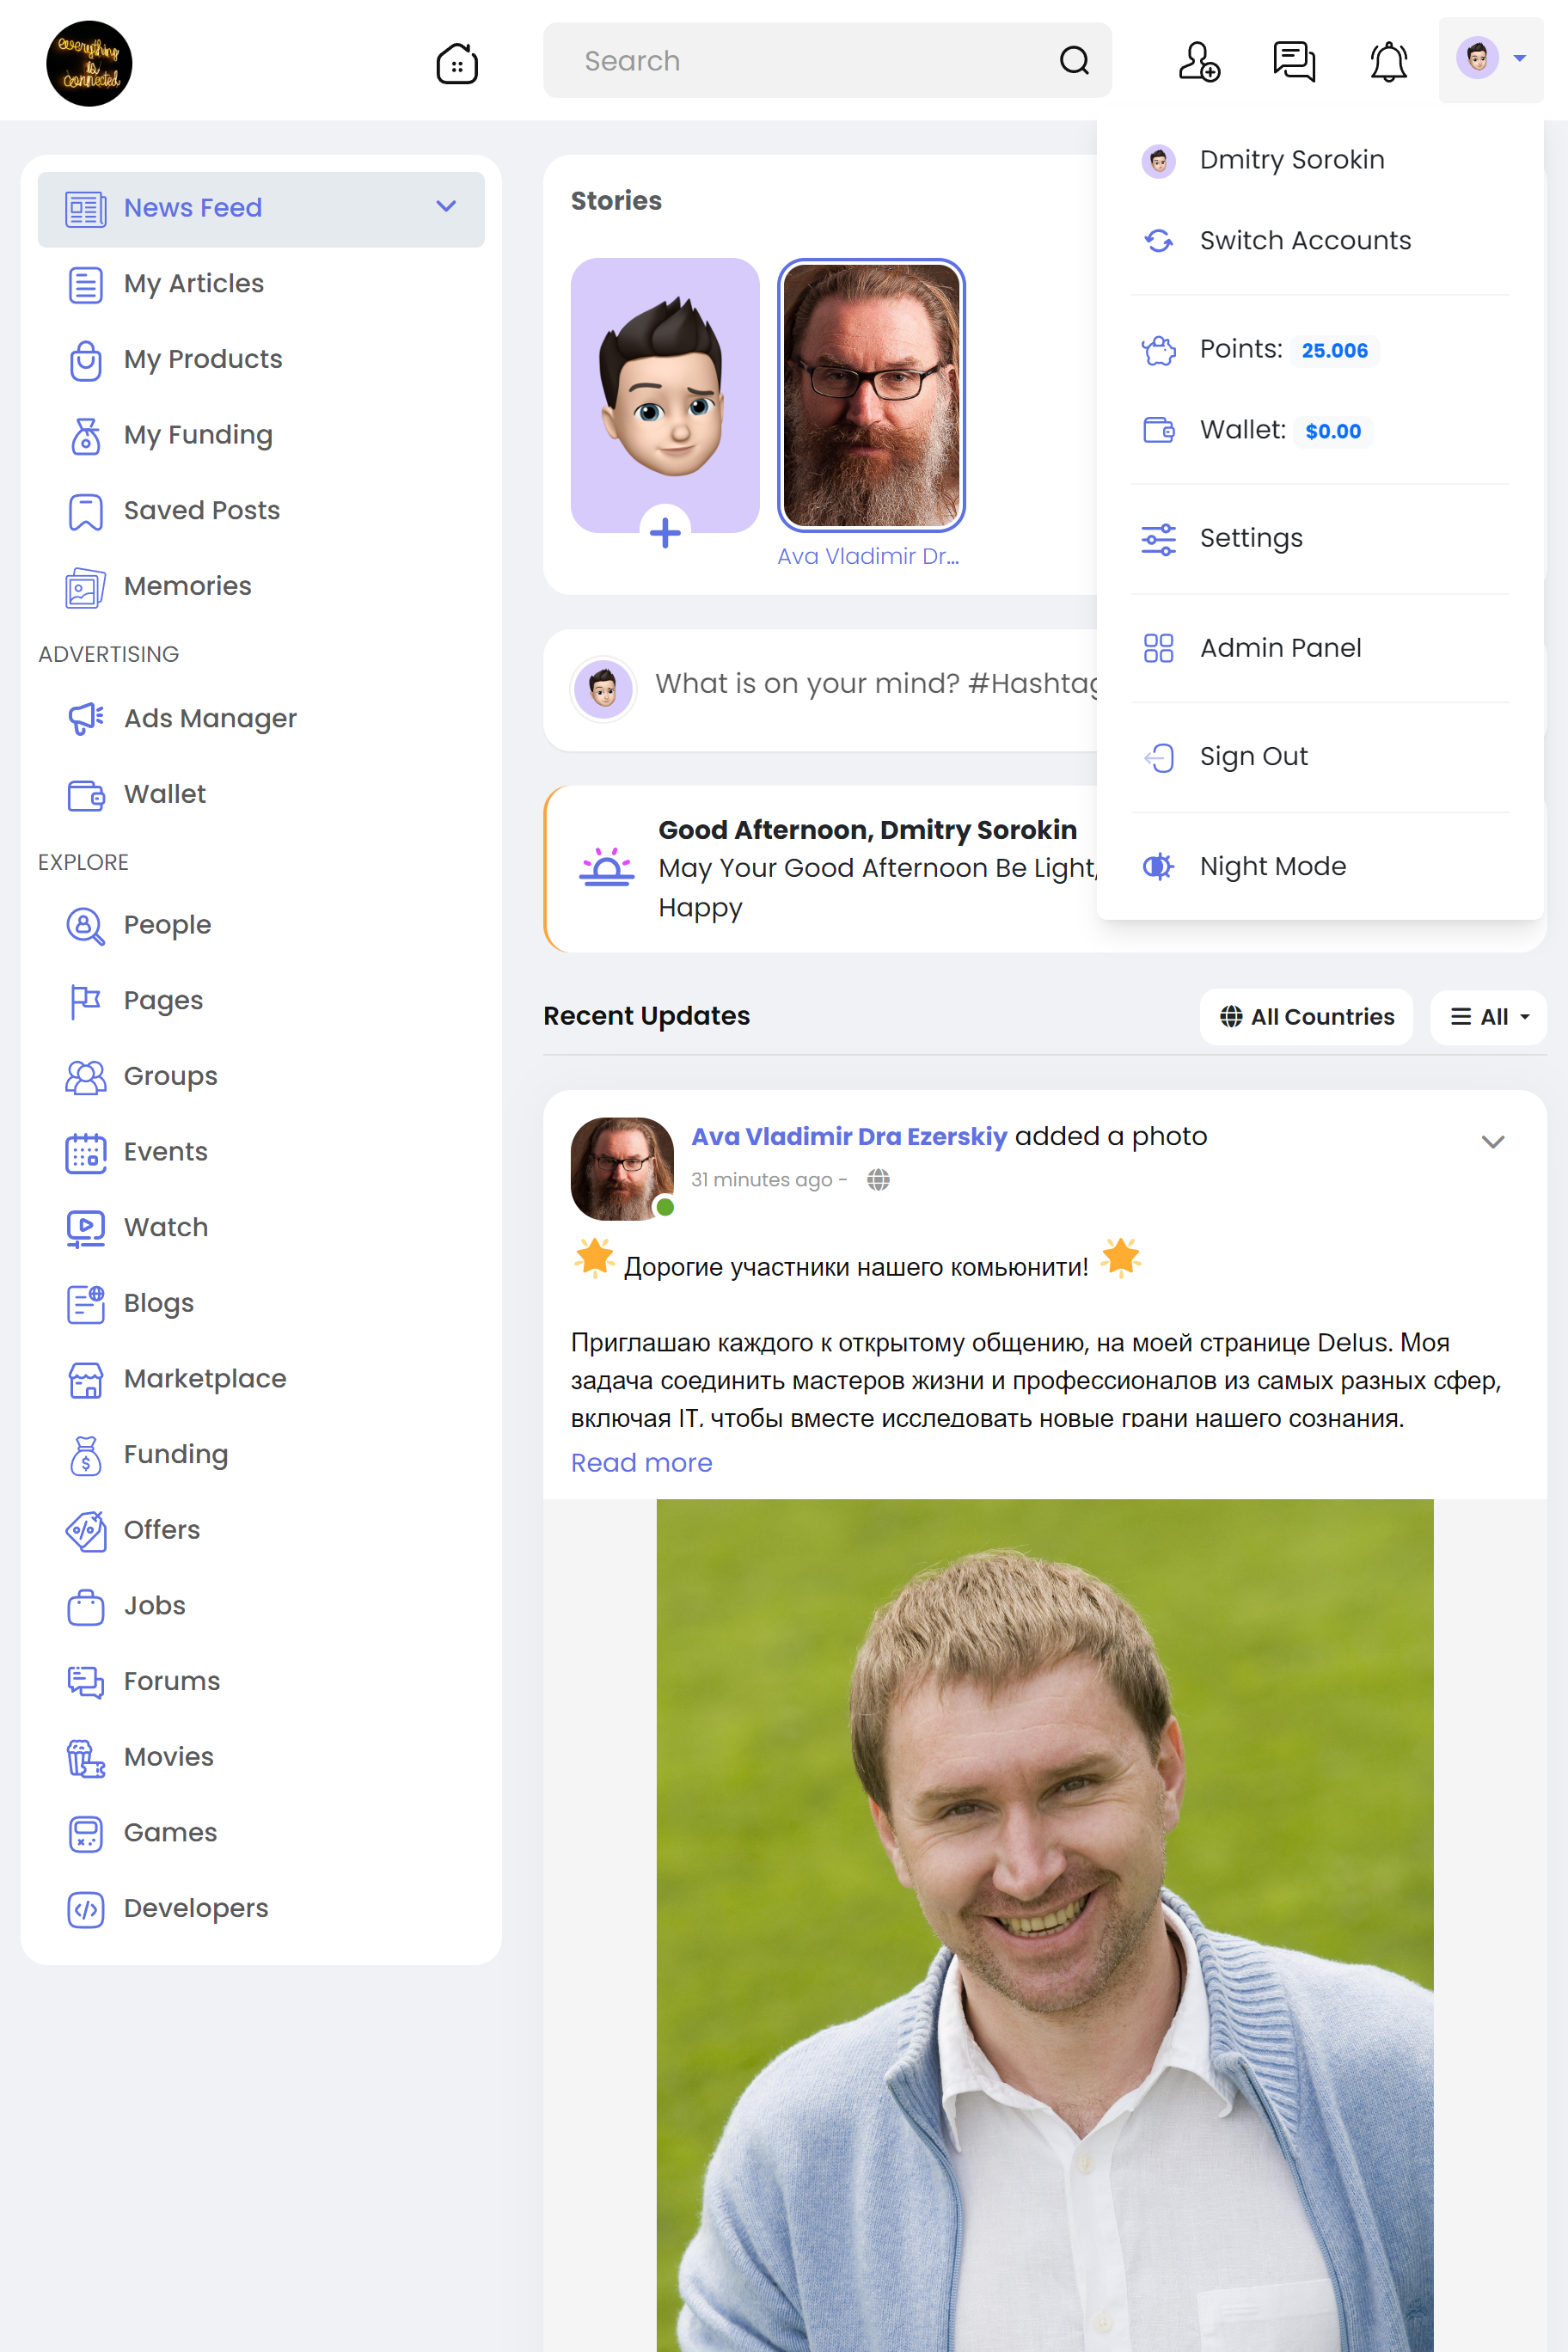 everything
is
connected
Search
Dmitry Sorokin
Switch Accounts
Points: 25.006
Wallet: $0.00
Settings
Admin Panel
Sign Out
Night Mode
News Feed
My Articles
My Products
My Funding
Saved Posts
Memories
ADVERTISING
Ads Manager
Wallet
EXPLORE
People
Pages
Groups
Events
Watch
Blogs
Marketplace
Funding
Offers
Jobs
Forums
Movies
Games
Developers
Stories
Ava Vladimir Dr...
What is on your mind? #Hashtag
Good Afternoon, Dmitry Sorokin
May Your Good Afternoon Be Light,
Happy
Recent Updates
All Countries
All
Ava Vladimir Dra Ezerskiy added a photo
31 minutes ago -
🌟 Дорогие участники нашего комьюнити! 🌟
Приглашаю каждого к открытому общению, на моей странице Delus. Моя
задача соединить мастеров жизни и профессионалов из самых разных сфер,
включая IT, чтобы вместе исследовать новые грани нашего сознания.
Read more